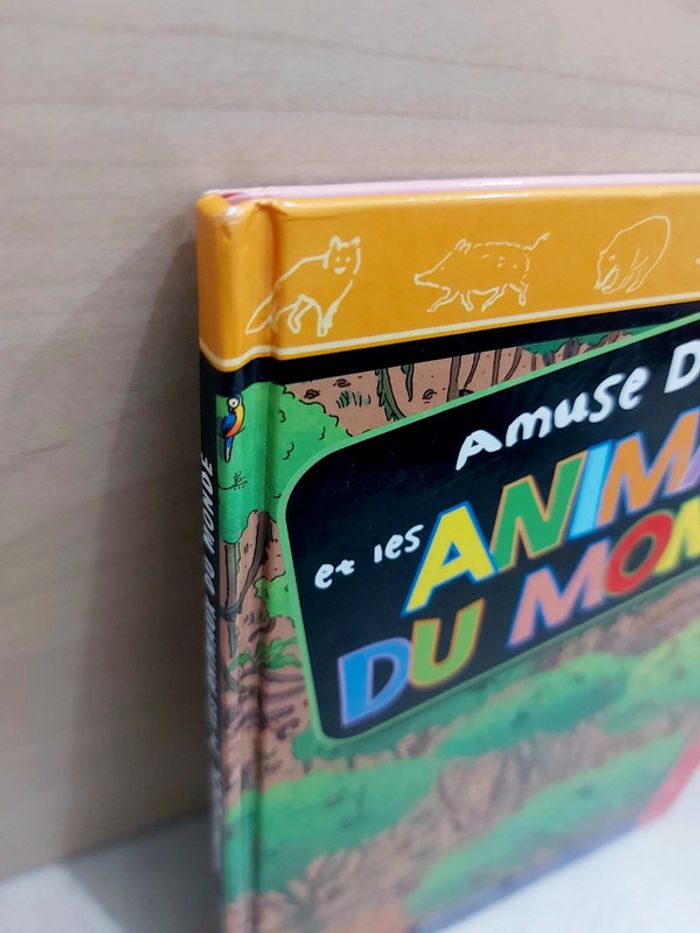 Amuse D
et les ANIMA
DU MON
DU MONDE